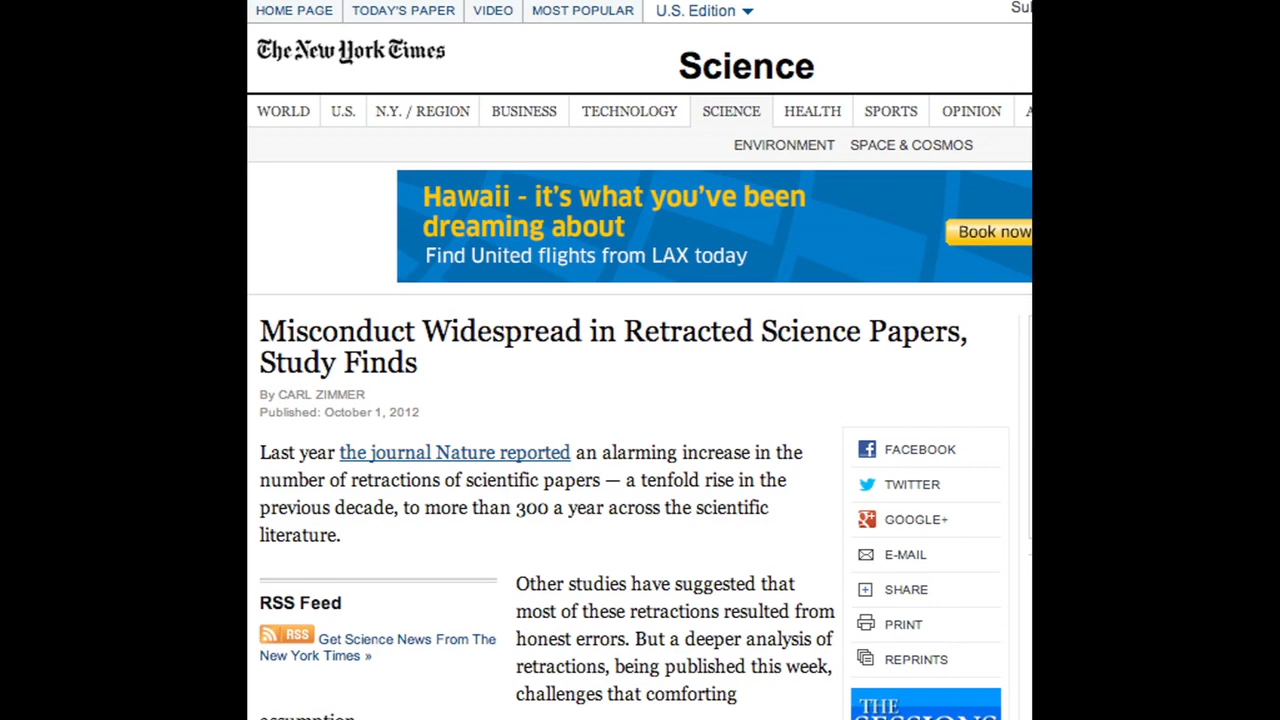 HOME PAGE TODAY'S PAPER VIDEO MOST POPULAR U.S. Edition
The New York Times
Science
WORLD U.S. N.Y. / REGION BUSINESS TECHNOLOGY SCIENCE HEALTH SPORTS OPINION
ENVIRONMENT SPACE & COSMOS
Hawaii - it's what you've been
dreaming about
Find United flights from LAX today
Book now
Misconduct Widespread in Retracted Science Papers,
Study Finds
By CARL ZIMMER
Published: October 1, 2012
Last year the journal Nature reported an alarming increase in the
number of retractions of scientific papers — a tenfold rise in the
previous decade, to more than 300 a year across the scientific
literature.
RSS Feed
RSS Get Science News From The
New York Times »
Other studies have suggested that
most of these retractions resulted from
honest errors. But a deeper analysis of
retractions, being published this week,
challenges that comforting
assumption
FACEBOOK
TWITTER
GOOGLE+
E-MAIL
SHARE
PRINT
REPRINTS
THE
SESSIONS